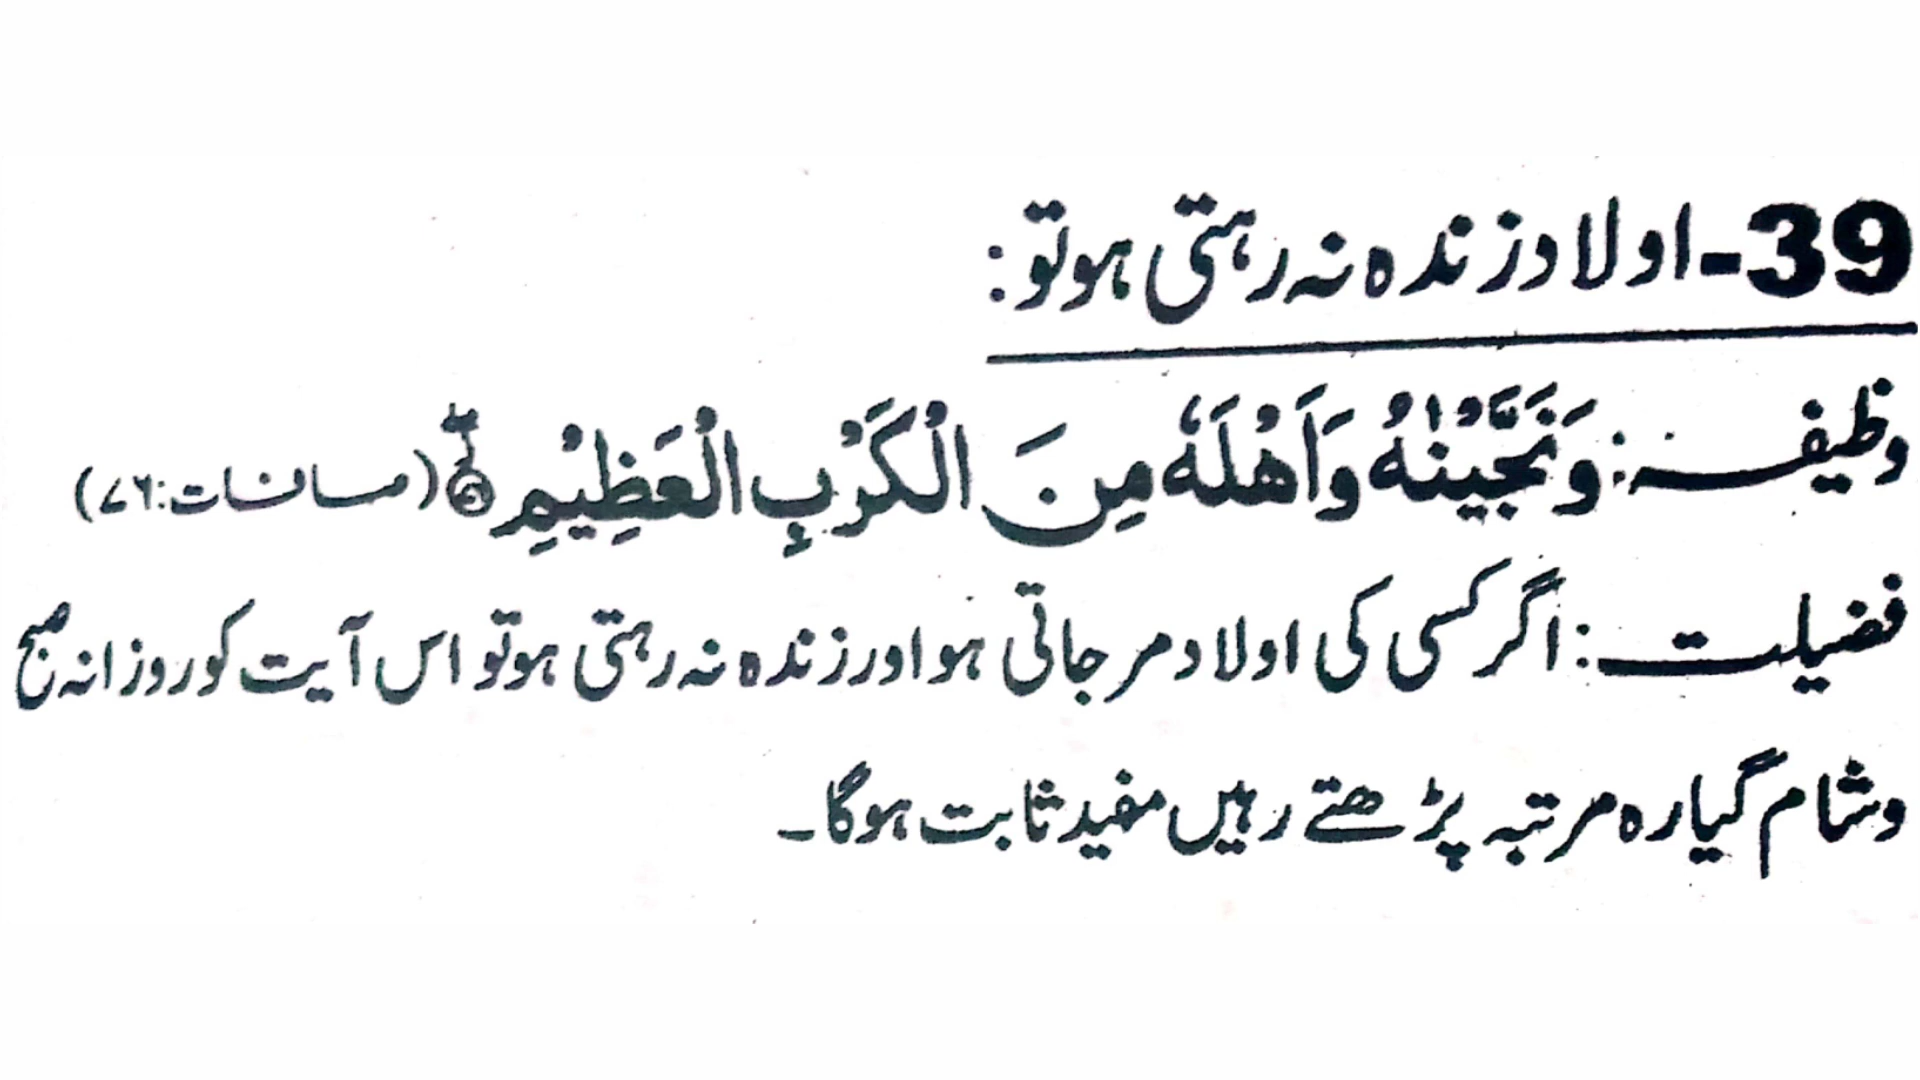 39-اولاد زندہ نہ رہتی ہو تو:
وظیفہ: وَنَجَّیْنٰهُ وَاَهْلَهٗ مِنَ الْكَرْبِ الْعَظِیْمِ ۝ (صافات:۷٦)
فضیلت: اگر کسی کی اولاد مر جاتی ہو اور زندہ نہ رہتی ہو تو اس آیت کو روزانہ صبح
وشام گیارہ مرتبہ پڑھتے رہیں مفید ثابت ہوگا۔